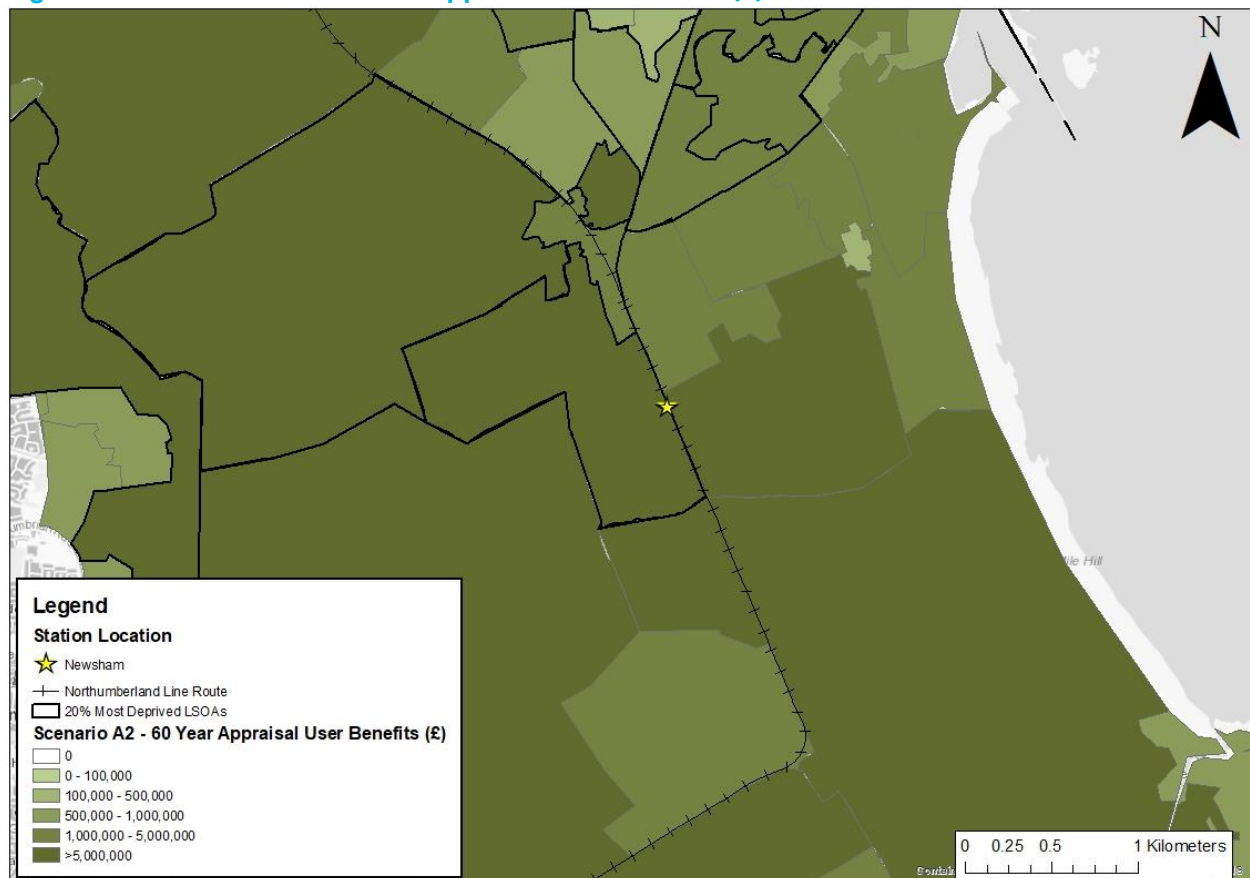 N
Legend
Station Location
Newsham
Northumberland Line Route
20% Most Deprived LSOAs
Scenario A2 - 60 Year Appraisal User Benefits (£)
0
0 - 100,000
100,000 - 500,000
500,000 - 1,000,000
1,000,000 - 5,000,000
>5,000,000
0 0.25 0.5 1 Kilometers